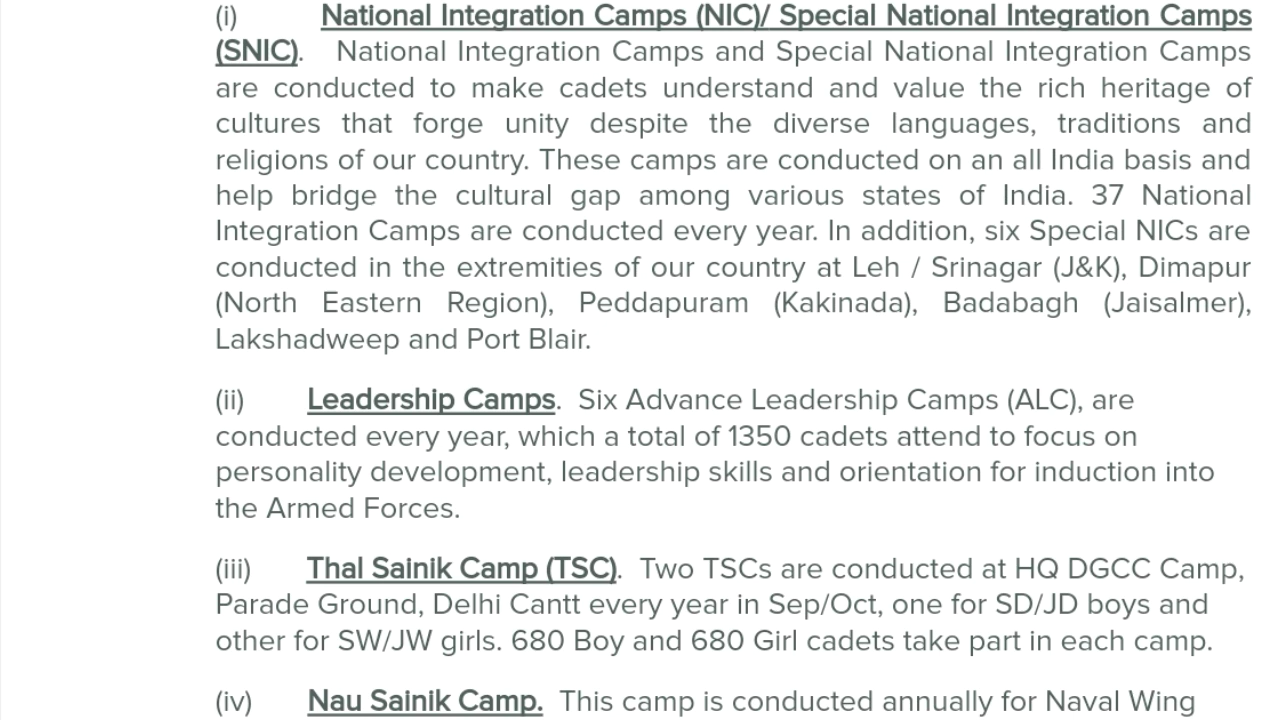 (i) National Integration Camps (NIC)/ Special National Integration Camps
(SNIC). National Integration Camps and Special National Integration Camps
are conducted to make cadets understand and value the rich heritage of
cultures that forge unity despite the diverse languages, traditions and
religions of our country. These camps are conducted on an all India basis and
help bridge the cultural gap among various states of India. 37 National
Integration Camps are conducted every year. In addition, six Special NICs are
conducted in the extremities of our country at Leh / Srinagar (J&K), Dimapur
(North Eastern Region), Peddapuram (Kakinada), Badabagh (Jaisalmer),
Lakshadweep and Port Blair.
(ii) Leadership Camps. Six Advance Leadership Camps (ALC), are
conducted every year, which a total of 1350 cadets attend to focus on
personality development, leadership skills and orientation for induction into
the Armed Forces.
(iii) Thal Sainik Camp (TSC). Two TSCs are conducted at HQ DGCC Camp,
Parade Ground, Delhi Cantt every year in Sep/Oct, one for SD/JD boys and
other for SW/JW girls. 680 Boy and 680 Girl cadets take part in each camp.
(iv) Nau Sainik Camp. This camp is conducted annually for Naval Wing